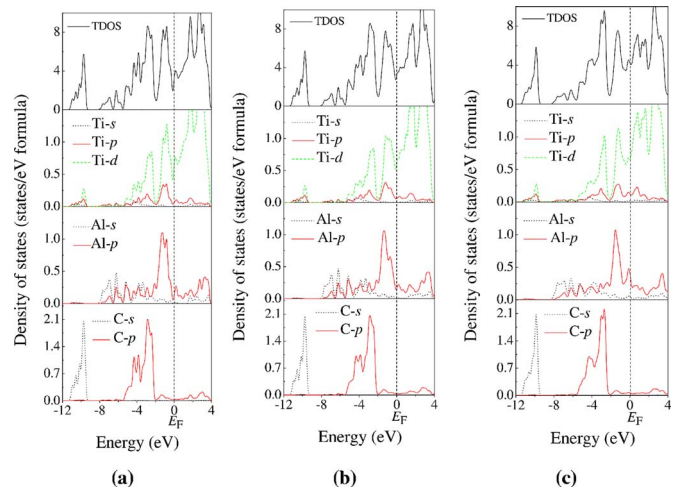 Density of states (states/eV formula)
8
4
0
TDOS
1.0
0.5
0.0
Ti-s
Ti-p
Ti-d
1.0
0.5
0.0
Al-s
Al-p
2.1
1.4
0.7
0.0
C-s
C-p
-12 -8 -4 0 4
EF
Energy (eV)
(a)
Density of states (states/eV formula)
8
4
0
TDOS
1.0
0.5
0.0
Ti-s
Ti-p
Ti-d
1.0
0.5
0.0
Al-s
Al-p
2.1
1.4
0.7
0.0
C-s
C-p
-12 -8 -4 0 4
EF
Energy (eV)
(b)
Density of states (states/eV formula)
8
4
0
TDOS
1.0
0.5
0.0
Ti-s
Ti-p
Ti-d
1.0
0.5
0.0
Al-s
Al-p
2.1
1.4
0.7
0.0
C-s
C-p
-12 -8 -4 0 4
EF
Energy (eV)
(c)